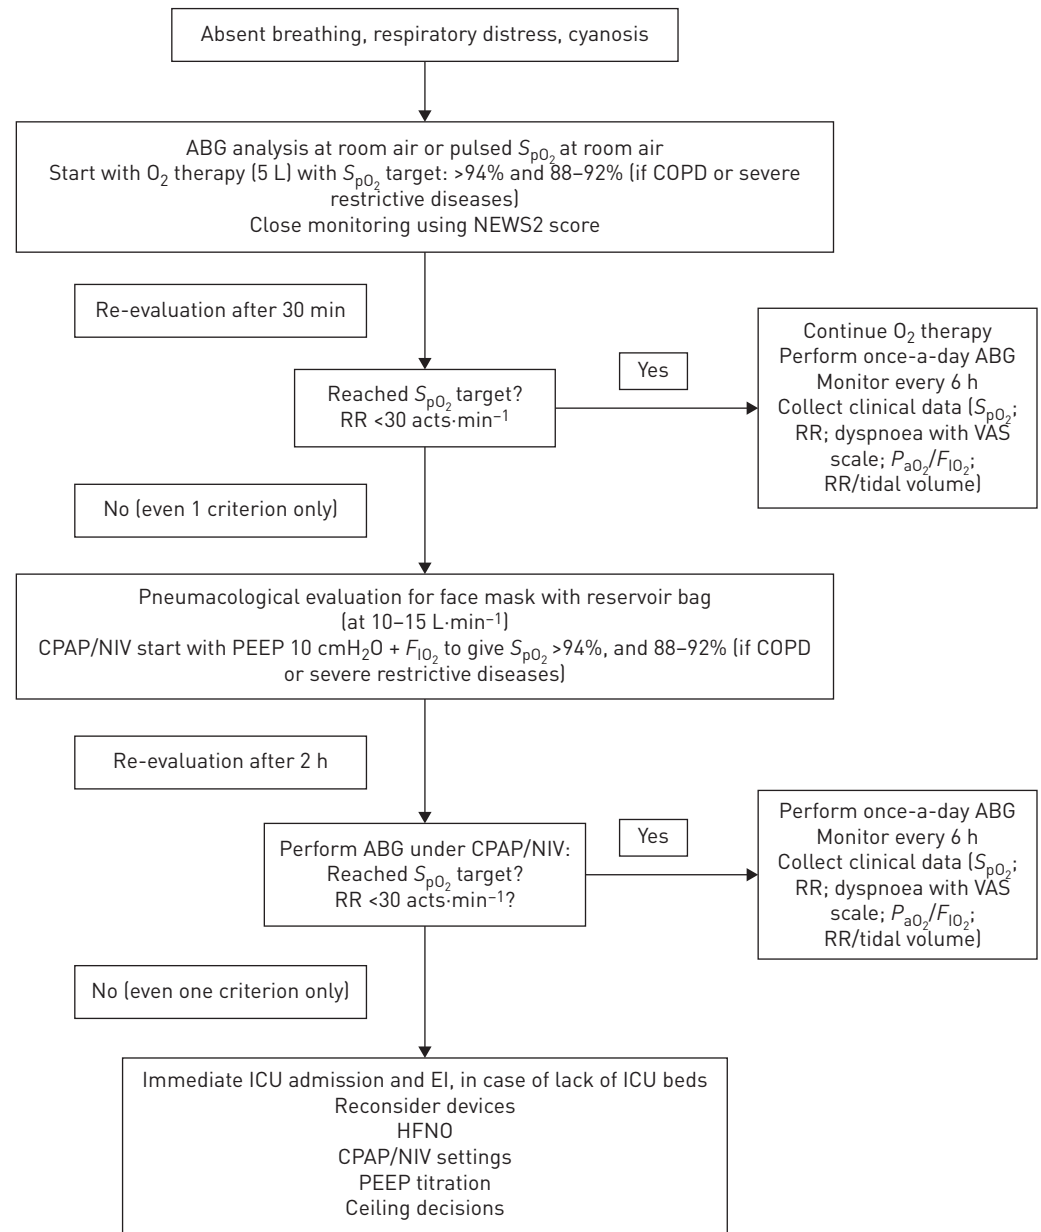 Absent breathing, respiratory distress, cyanosis
ABG analysis at room air or pulsed SpO₂ at room air
Start with O₂ therapy (5 L) with SpO₂ target: >94% and 88–92% (if COPD or severe
restrictive diseases)
Close monitoring using NEWS2 score
Re-evaluation after 30 min
Reached SpO₂ target?
RR <30 acts·min⁻¹
Yes
Continue O₂ therapy
Perform once-a-day ABG
Monitor every 6 h
Collect clinical data (SpO₂;
RR; dyspnoea with VAS
scale; PaO₂/FIO₂;
RR/tidal volume)
No (even 1 criterion only)
Pneumacological evaluation for face mask with reservoir bag
(at 10–15 L·min⁻¹)
CPAP/NIV start with PEEP 10 cmH₂O + FIO₂ to give SpO₂ >94%, and 88–92% (if COPD
or severe restrictive diseases)
Re-evaluation after 2 h
Perform ABG under CPAP/NIV:
Reached SpO₂ target?
RR <30 acts·min⁻¹?
Yes
Perform once-a-day ABG
Monitor every 6 h
Collect clinical data (SpO₂;
RR; dyspnoea with VAS
scale; PaO₂/FIO₂;
RR/tidal volume)
No (even one criterion only)
Immediate ICU admission and EI, in case of lack of ICU beds
Reconsider devices
HFNO
CPAP/NIV settings
PEEP titration
Ceiling decisions